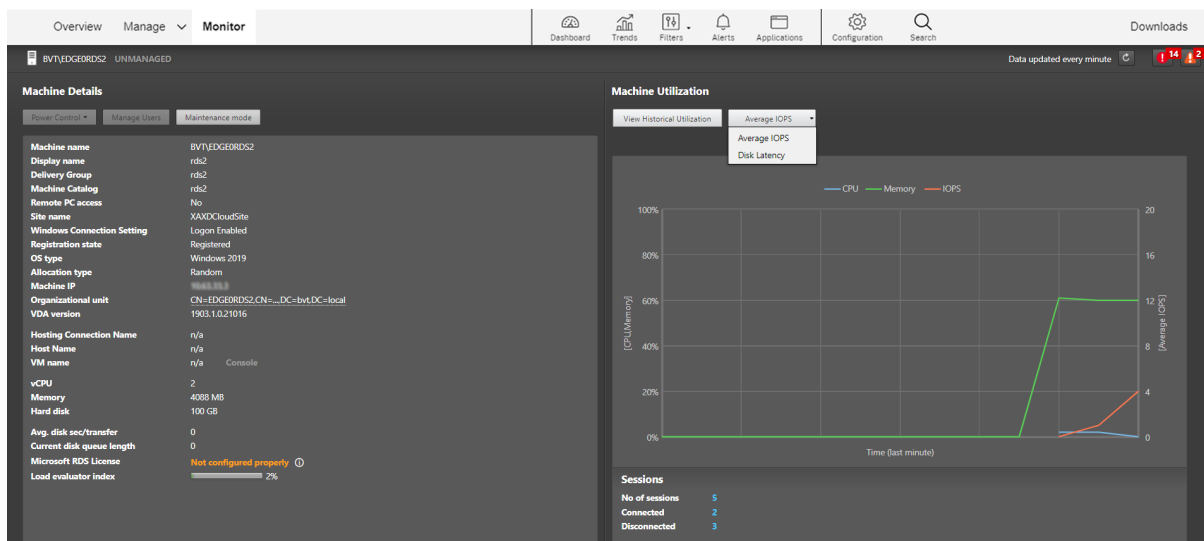 Overview Manage Monitor Dashboard Trends Filters Alerts Applications Configuration Search Downloads
BVT\EDGE0RDS2 UNMANAGED Data updated every minute 14 2
Machine Details
Power Control Manage Users Maintenance mode
Machine name BVT\EDGE0RDS2
Display name rds2
Delivery Group rds2
Machine Catalog rds2
Remote PC access No
Site name XAXDCloudSite
Windows Connection Setting Logon Enabled
Registration state Registered
OS type Windows 2019
Allocation type Random
Machine IP
Organizational unit CN=EDGE0RDS2,CN=...,DC=bvt,DC=local
VDA version 1903.1.0.21016
Hosting Connection Name n/a
Host Name n/a
VM name n/a Console
vCPU 2
Memory 4088 MB
Hard disk 100 GB
Avg. disk sec/transfer 0
Current disk queue length 0
Microsoft RDS License Not configured properly
Load evaluator index 2%
Machine Utilization
View Historical Utilization Average IOPS
Average IOPS
Disk Latency
CPU Memory IOPS
100% 20
80% 16
60% 12
40% 8
20% 4
0% 0
[CPU,Memory]
[Average IOPS]
Time (last minute)
Sessions
No of sessions 5
Connected 2
Disconnected 3